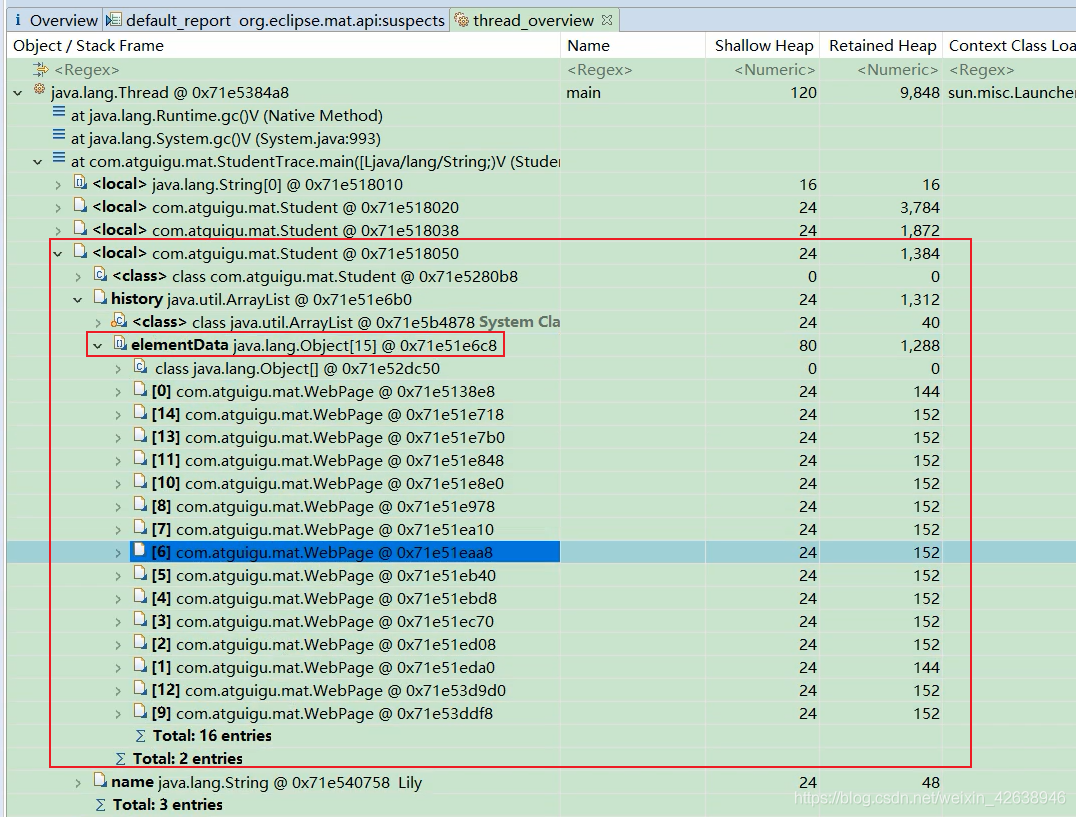 Overview default_report org.eclipse.mat.api:suspects thread_overview
Object / Stack Frame Name Shallow Heap Retained Heap Context Class Loa
<Regex> <Regex> <Numeric> <Numeric> <Regex>
java.lang.Thread @ 0x71e5384a8 main 120 9,848 sun.misc.Launcher
at java.lang.Runtime.gc()V (Native Method)
at java.lang.System.gc()V (System.java:993)
at com.atguigu.mat.StudentTrace.main([Ljava/lang/String;)V (Studer
<local> java.lang.String[0] @ 0x71e518010 16 16
<local> com.atguigu.mat.Student @ 0x71e518020 24 3,784
<local> com.atguigu.mat.Student @ 0x71e518038 24 1,872
<local> com.atguigu.mat.Student @ 0x71e518050 24 1,384
<class> class com.atguigu.mat.Student @ 0x71e5280b8 0 0
history java.util.ArrayList @ 0x71e51e6b0 24 1,312
<class> class java.util.ArrayList @ 0x71e5b4878 System Cla 24 40
elementData java.lang.Object[15] @ 0x71e51e6c8 80 1,288
class java.lang.Object[] @ 0x71e52dc50 0 0
[0] com.atguigu.mat.WebPage @ 0x71e5138e8 24 144
[14] com.atguigu.mat.WebPage @ 0x71e51e718 24 152
[13] com.atguigu.mat.WebPage @ 0x71e51e7b0 24 152
[11] com.atguigu.mat.WebPage @ 0x71e51e848 24 152
[10] com.atguigu.mat.WebPage @ 0x71e51e8e0 24 152
[8] com.atguigu.mat.WebPage @ 0x71e51e978 24 152
[7] com.atguigu.mat.WebPage @ 0x71e51ea10 24 152
[6] com.atguigu.mat.WebPage @ 0x71e51eaa8 24 152
[5] com.atguigu.mat.WebPage @ 0x71e51eb40 24 152
[4] com.atguigu.mat.WebPage @ 0x71e51ebd8 24 152
[3] com.atguigu.mat.WebPage @ 0x71e51ec70 24 152
[2] com.atguigu.mat.WebPage @ 0x71e51ed08 24 152
[1] com.atguigu.mat.WebPage @ 0x71e51eda0 24 144
[12] com.atguigu.mat.WebPage @ 0x71e53d9d0 24 152
[9] com.atguigu.mat.WebPage @ 0x71e53ddf8 24 152
Total: 16 entries
Total: 2 entries
name java.lang.String @ 0x71e540758 Lily 24 48
Total: 3 entries
https://blog.csdn.net/weixin_42638946